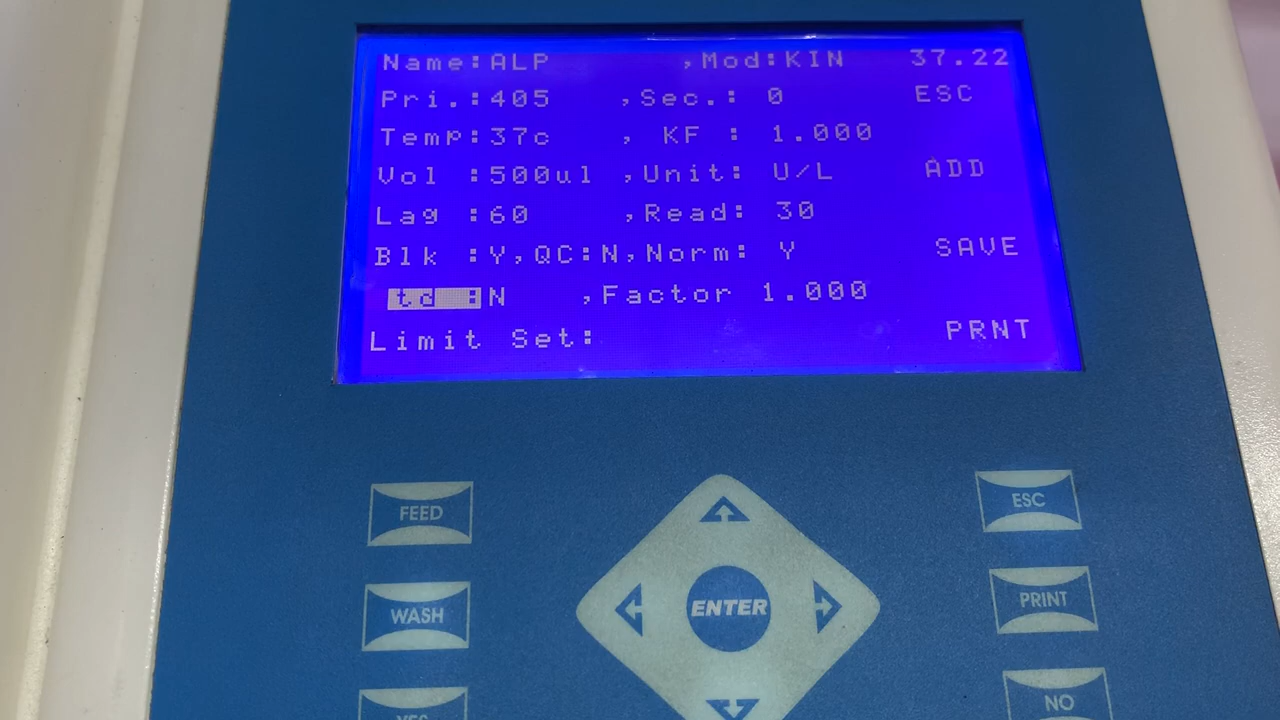 Name:ALP ,Mod:KIN 37.22
Pri.:405 ,Sec.: 0 ESC
Temp:37c , KF : 1.000
Vol :500ul ,Unit: U/L ADD
Lag :60 ,Read: 30
Blk :Y,QC:N,Norm: Y SAVE
td :N ,Factor 1.000
Limit Set: PRNT
FEED ESC
WASH ENTER PRINT
YES NO